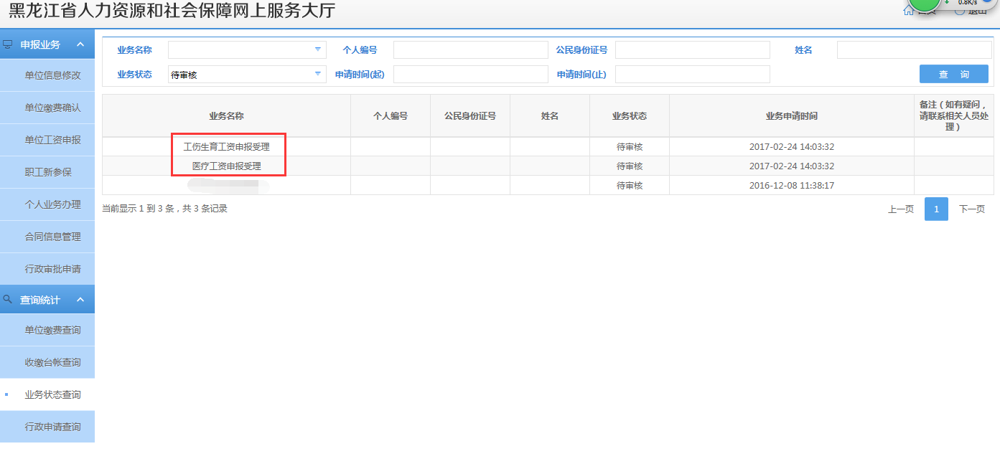 黑龙江省人力资源和社会保障网上服务大厅
0.8K/s
退出
申报业务
单位信息修改
单位缴费确认
单位工资申报
职工新参保
个人业务办理
合同信息管理
行政审批申请
查询统计
单位缴费查询
收缴台帐查询
业务状态查询
行政申请查询
业务名称 个人编号 公民身份证号 姓名
业务状态 待审核 申请时间(起) 申请时间(止) 查 询
业务名称 个人编号 公民身份证号 姓名 业务状态 业务申请时间 备注（如有疑问，
请联系相关人员处
理）
工伤生育工资申报受理 待审核 2017-02-24 14:03:32
医疗工资申报受理 待审核 2017-02-24 14:03:32
待审核 2016-12-08 11:38:17
当前显示 1 到 3 条，共 3 条记录 上一页 1 下一页